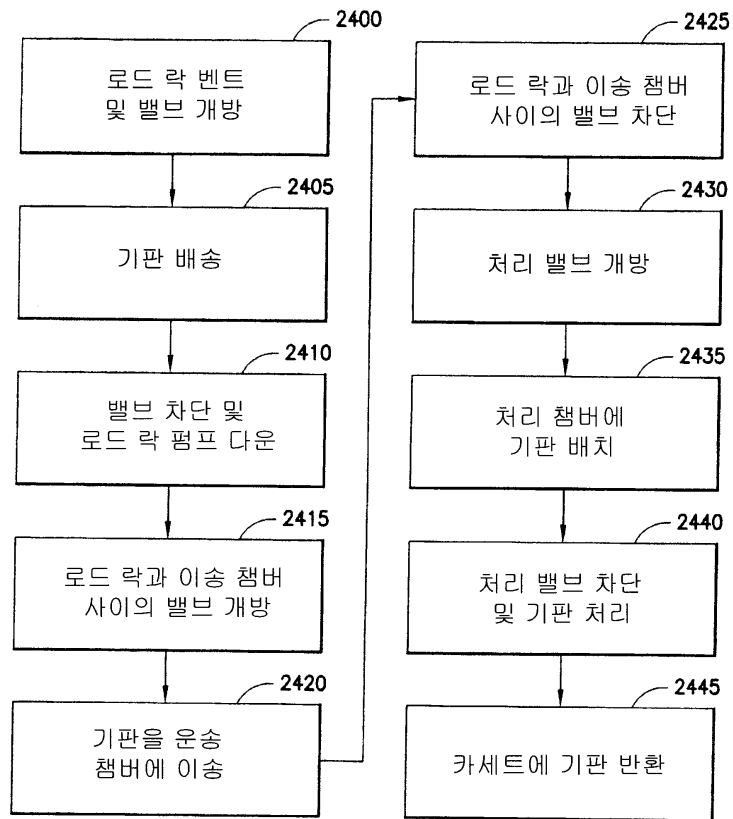 2400
로드 락 벤트
및 밸브 개방
2405
기판 배송
2410
밸브 차단 및
로드 락 펌프 다운
2415
로드 락과 이송 챔버
사이의 밸브 개방
2420
기판을 운송
챔버에 이송
2425
로드 락과 이송 챔버
사이의 밸브 차단
2430
처리 밸브 개방
2435
처리 챔버에
기판 배치
2440
처리 밸브 차단
및 기판 처리
2445
카세트에 기판 반환